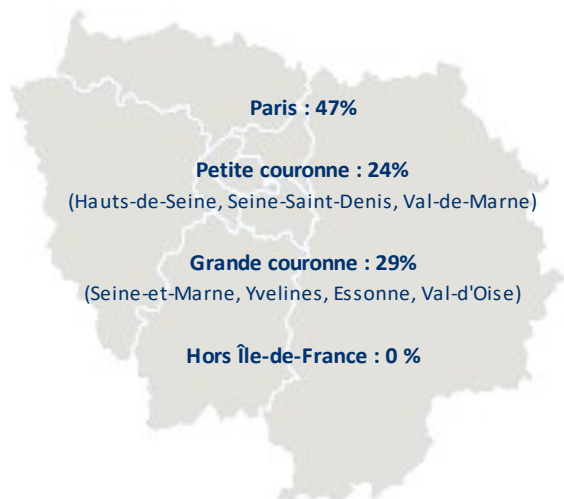 Paris : 47%
Petite couronne : 24%
(Hauts-de-Seine, Seine-Saint-Denis, Val-de-Marne)
Grande couronne : 29%
(Seine-et-Marne, Yvelines, Essonne, Val-d'Oise)
Hors Île-de-France : 0 %